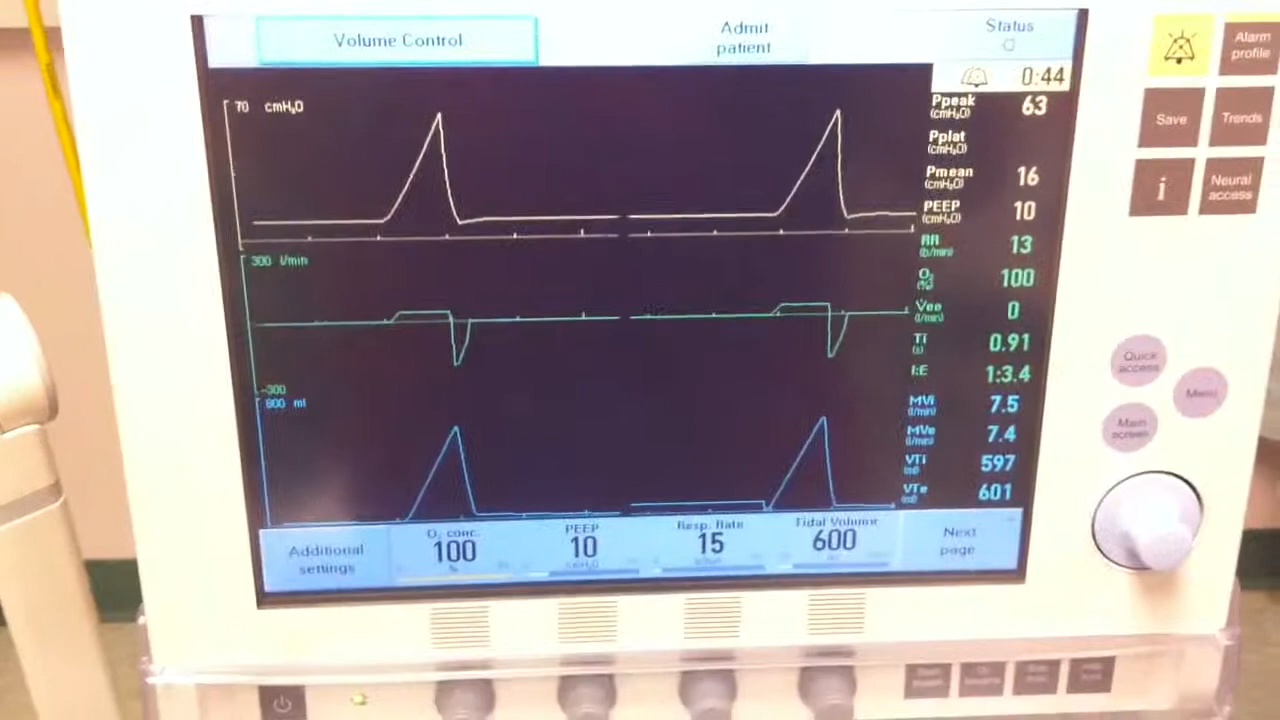 Volume Control
Admit
patient
Status
0:44
Alarm
profile
Save
Trends
i
Neural
access
70 cmH₂O
Ppeak
(cmH₂O)
63
Pplat
(cmH₂O)
Pmean
(cmH₂O)
16
PEEP
(cmH₂O)
10
RR
(b/min)
13
O₂
(%)
100
V̇ee
(l/min)
0
Ti
(s)
0.91
I:E
1:3.4
MVi
(l/min)
7.5
MVe
(l/min)
7.4
VTi
(ml)
597
VTe
(ml)
601
300 l/min
-300
800 ml
Additional
settings
O₂ conc.
100
%
PEEP
10
cmH₂O
Resp. Rate
15
Tidal Volume
600
Next
page
Quick
access
Menu
Main
screen